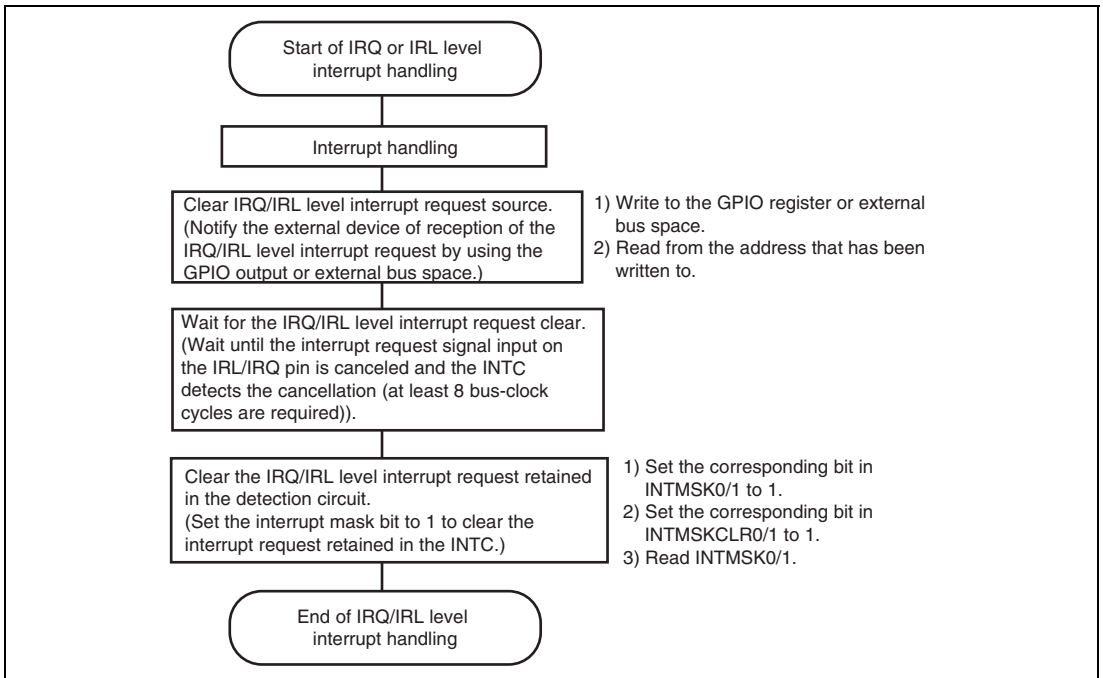 Start of IRQ or IRL level
interrupt handling
Interrupt handling
Clear IRQ/IRL level interrupt request source.
(Notify the external device of reception of the
IRQ/IRL level interrupt request by using the
GPIO output or external bus space.)
1) Write to the GPIO register or external
bus space.
2) Read from the address that has been
written to.
Wait for the IRQ/IRL level interrupt request clear.
(Wait until the interrupt request signal input on
the IRL/IRQ pin is canceled and the INTC
detects the cancellation (at least 8 bus-clock
cycles are required)).
Clear the IRQ/IRL level interrupt request retained
in the detection circuit.
(Set the interrupt mask bit to 1 to clear the
interrupt request retained in the INTC.)
1) Set the corresponding bit in
INTMSK0/1 to 1.
2) Set the corresponding bit in
INTMSKCLR0/1 to 1.
3) Read INTMSK0/1.
End of IRQ/IRL level
interrupt handling